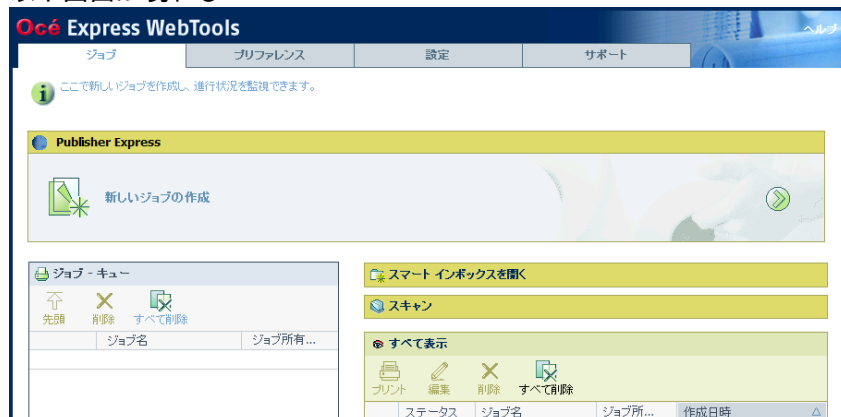 Océ Express WebTools
ヘルプ
ジョブ プリファレンス 設定 サポート
ここで新しいジョブを作成し、進行状況を監視できます。
Publisher Express
新しいジョブの作成
ジョブ - キュー
先頭 削除 すべて削除
ジョブ名 ジョブ所有...
スマート インボックスを開く
スキャン
すべて表示
プリント 編集 削除 すべて削除
ステータス ジョブ名 ジョブ所... 作成日時